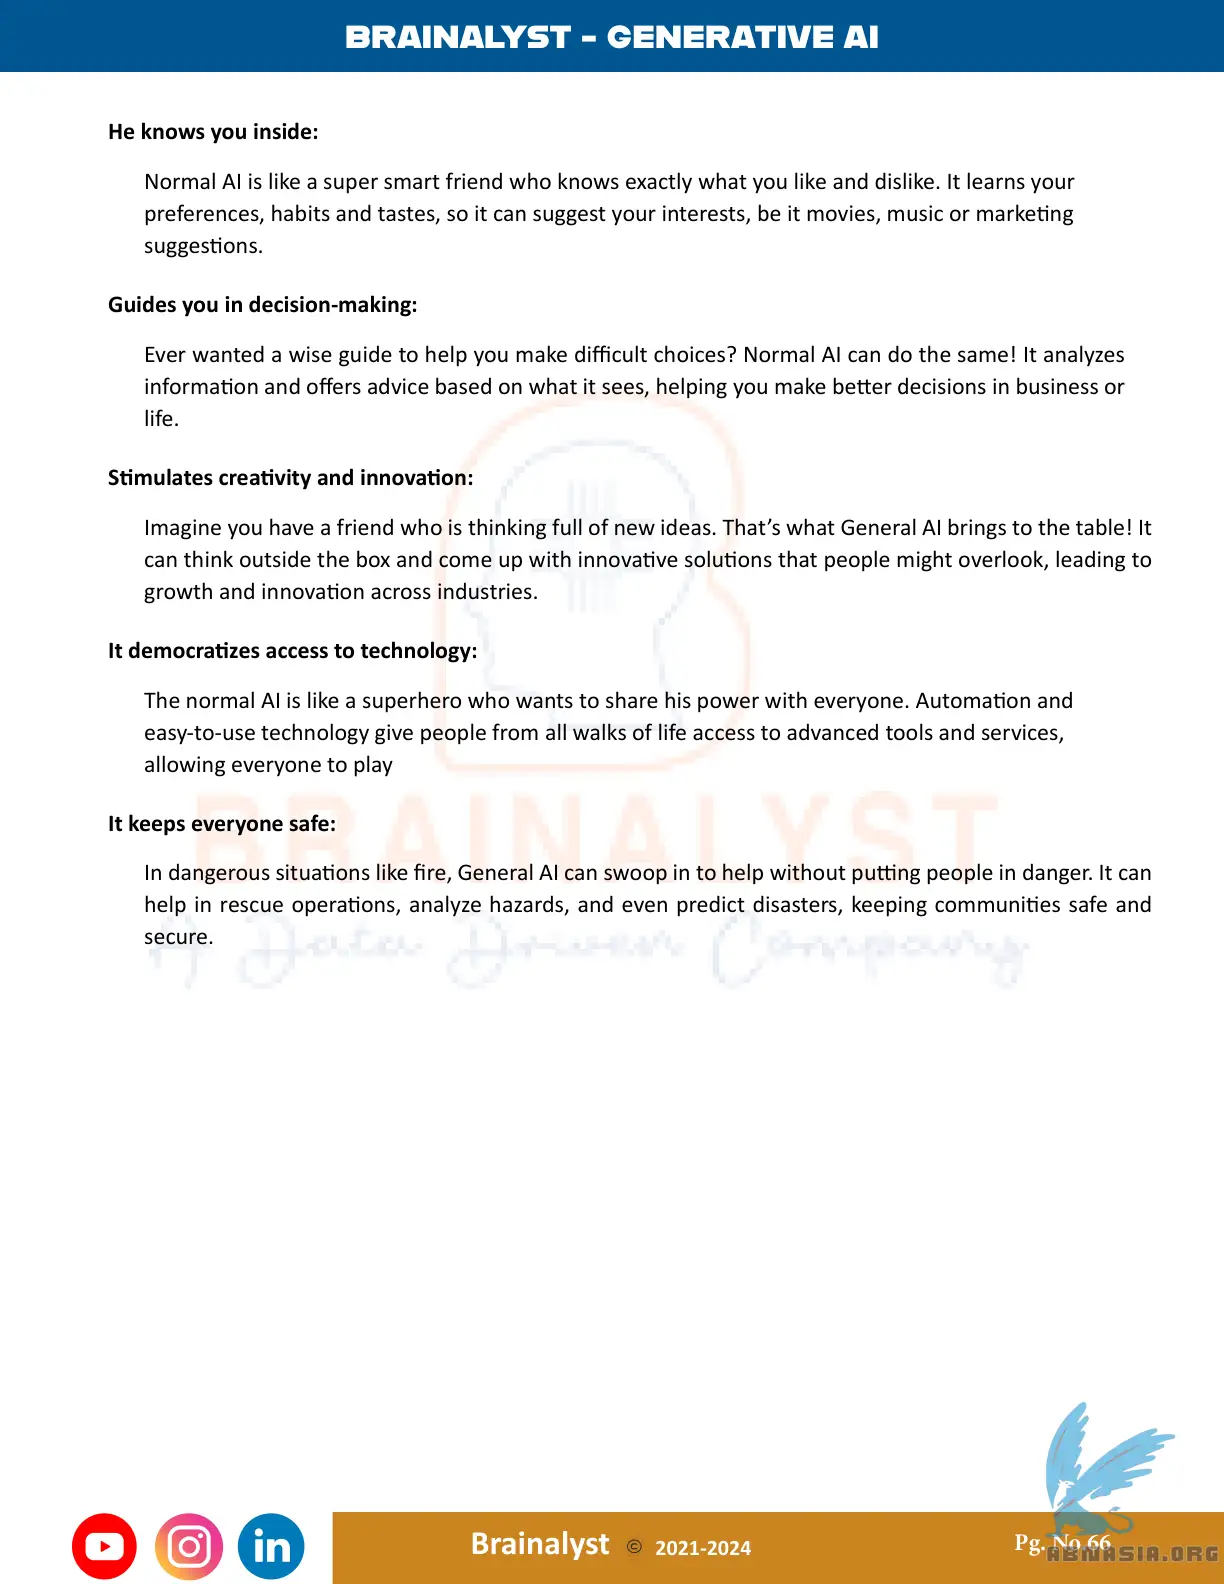 BRAINALYST - GENERATIVE AI
He knows you inside:
Normal AI is like a super smart friend who knows exactly what you like and dislike. It learns your
preferences, habits and tastes, so it can suggest your interests, be it movies, music or marketing
suggestions.
Guides you in decision-making:
Ever wanted a wise guide to help you make difficult choices? Normal AI can do the same! It analyzes
information and offers advice based on what it sees, helping you make better decisions in business or
life.
Stimulates creativity and innovation:
Imagine you have a friend who is thinking full of new ideas. That’s what General AI brings to the table! It
can think outside the box and come up with innovative solutions that people might overlook, leading to
growth and innovation across industries.
It democratizes access to technology:
The normal AI is like a superhero who wants to share his power with everyone. Automation and
easy-to-use technology give people from all walks of life access to advanced tools and services,
allowing everyone to play
BRAINALYST
It keeps everyone safe:
In dangerous situations like fire, General AI can swoop in to help without putting people in danger. It can
help in rescue operations, analyze hazards, and even predict disasters, keeping communities safe and
secure.
A Data Driven Company
in
Brainalyst © 2021-2024
Pg. No.66
ABMASIA.ORG